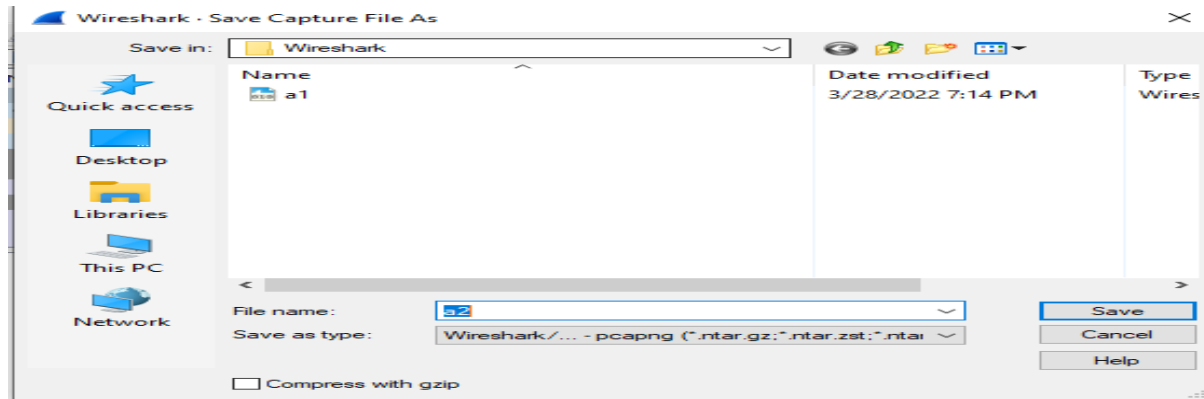 Wireshark · Save Capture File As
Save in: Wireshark
Name Date modified Type
a1 3/28/2022 7:14 PM Wires
Quick access
Desktop
Libraries
This PC
Network
File name: a2 Save
Save as type: Wireshark/... - pcapng (*.ntar.gz;*.ntar.zst;*.ntar Cancel
Help
Compress with gzip